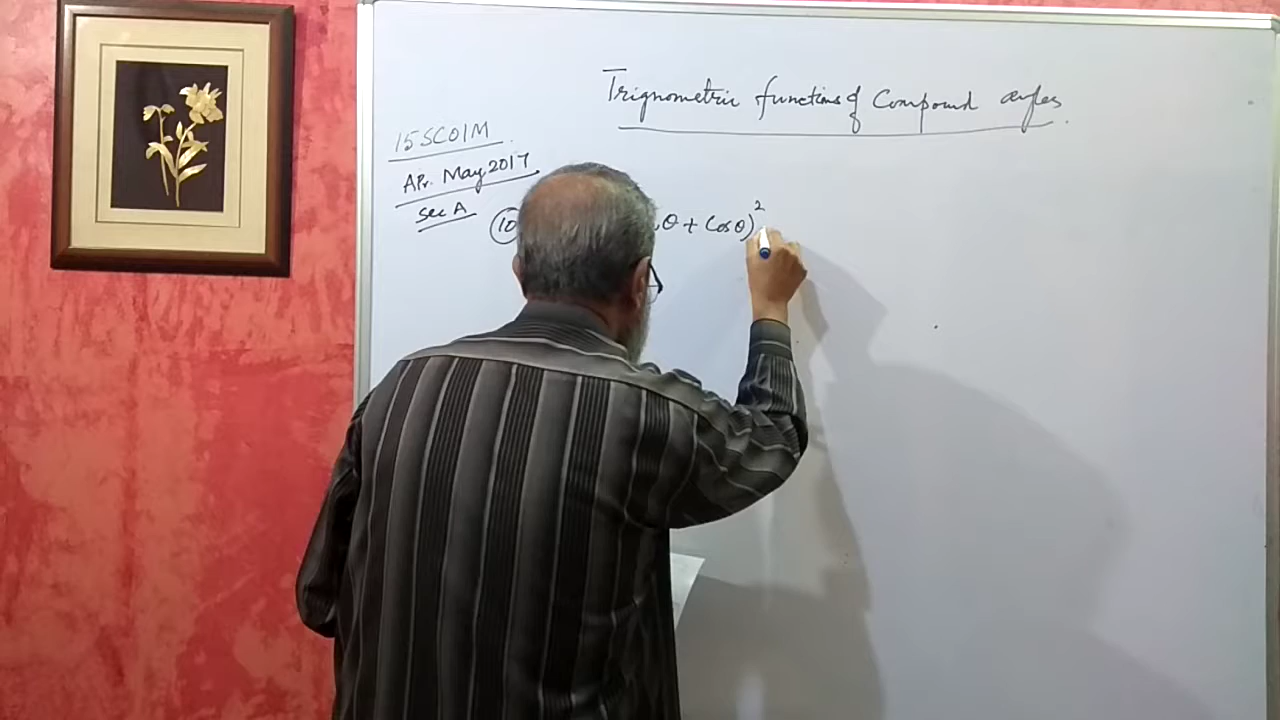 Trignometric functions of Compound angles.
15SC01M
Apr. May 2017
Sec A
10 θ + Cos θ)²